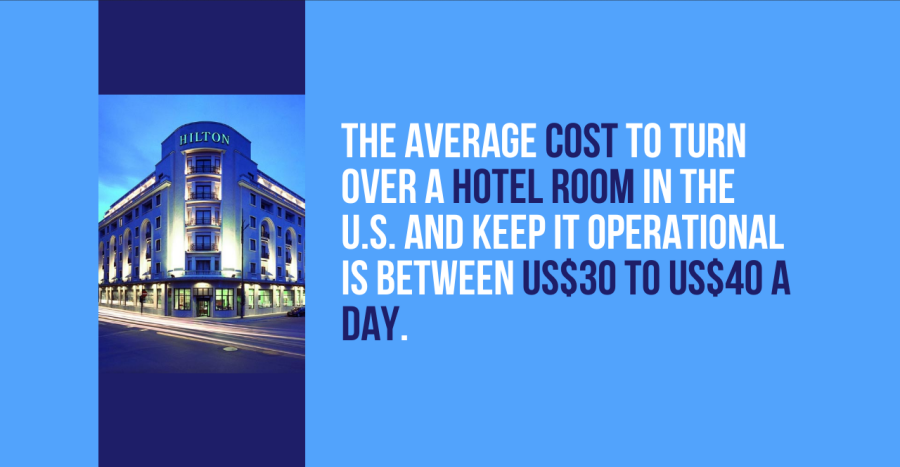 HILTON
THE AVERAGE COST TO TURN
OVER A HOTEL ROOM IN THE
U.S. AND KEEP IT OPERATIONAL
IS BETWEEN US$30 TO US$40 A
DAY.